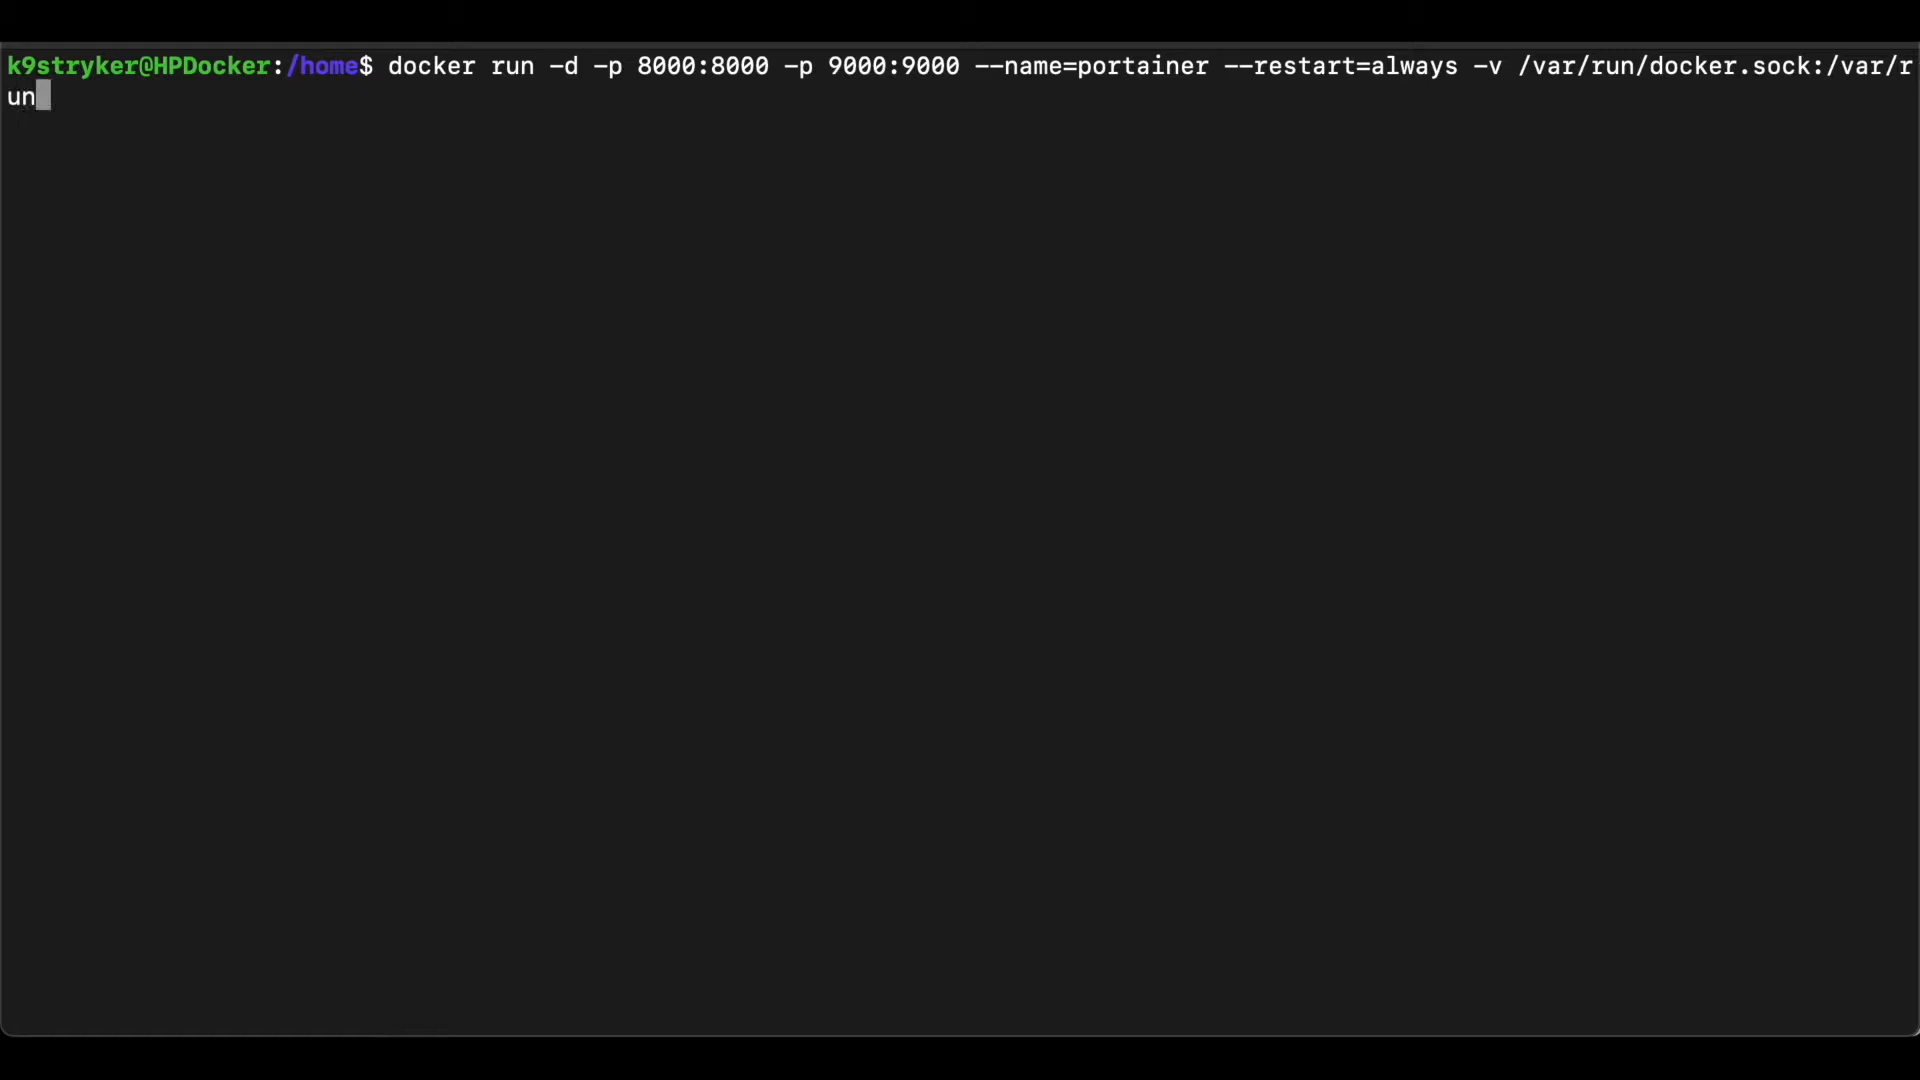 k9stryker@HPDocker:/home$ docker run -d -p 8000:8000 -p 9000:9000 --name=portainer --restart=always -v /var/run/docker.sock:/var/r
un